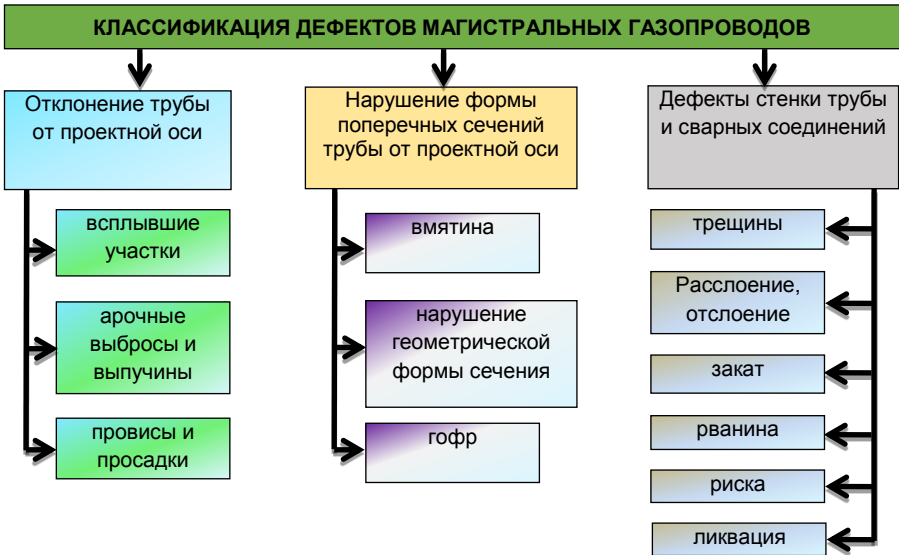 КЛАССИФИКАЦИЯ ДЕФЕКТОВ МАГИСТРАЛЬНЫХ ГАЗОПРОВОДОВ
Отклонение трубы
от проектной оси
всплывшие
участки
арочные
выбросы и
выпучины
провисы и
просадки
Нарушение формы
поперечных сечений
трубы от проектной оси
вмятина
нарушение
геометрической
формы сечения
гофр
Дефекты стенки трубы
и сварных соединений
трещины
Расслоение,
отслоение
закат
рванина
риска
ликвация